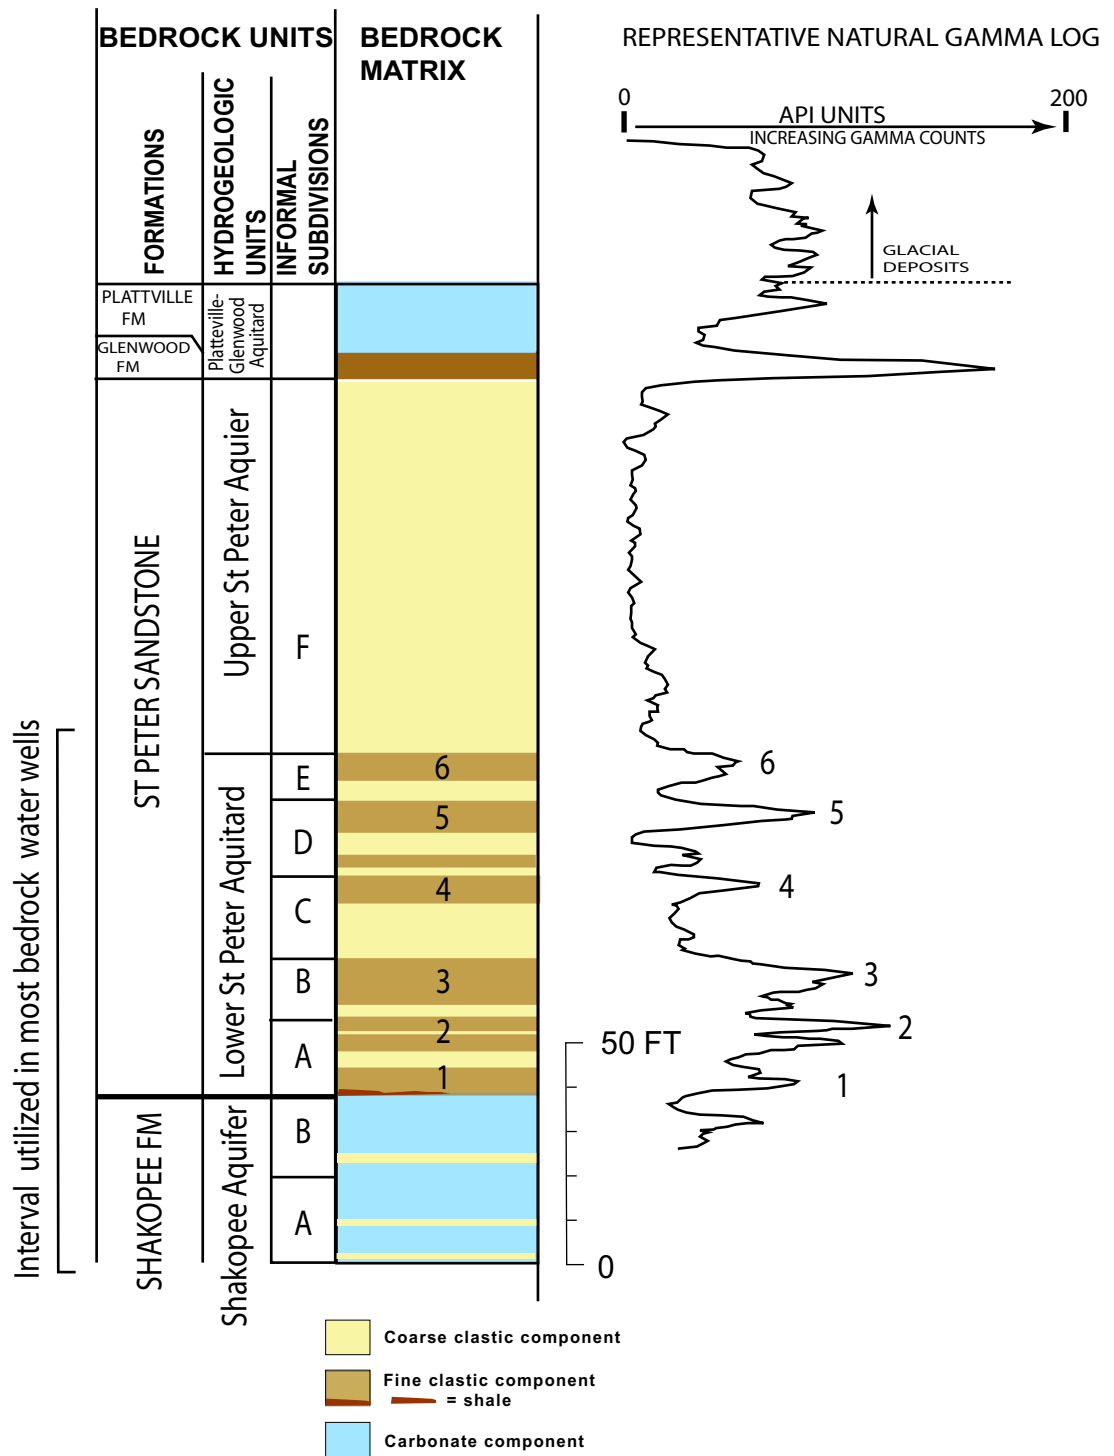 BEDROCK UNITS
BEDROCK
MATRIX
REPRESENTATIVE NATURAL GAMMA LOG
FORMATIONS
HYDROGEOLOGIC
UNITS
INFORMAL
SUBDIVISIONS
0
200
API UNITS
INCREASING GAMMA COUNTS
GLACIAL
DEPOSITS
PLATTVILLE
FM
GLENWOOD
FM
Platteville-
Glenwood
Aquitard
ST PETER SANDSTONE
Upper St Peter Aquier
F
Lower St Peter Aquitard
E
D
C
B
A
6
5
4
3
2
1
6
5
4
3
2
1
SHAKOPEE FM
Shakopee Aquifer
B
A
Interval utilized in most bedrock water wells
50 FT
0
Coarse clastic component
Fine clastic component
= shale
Carbonate component